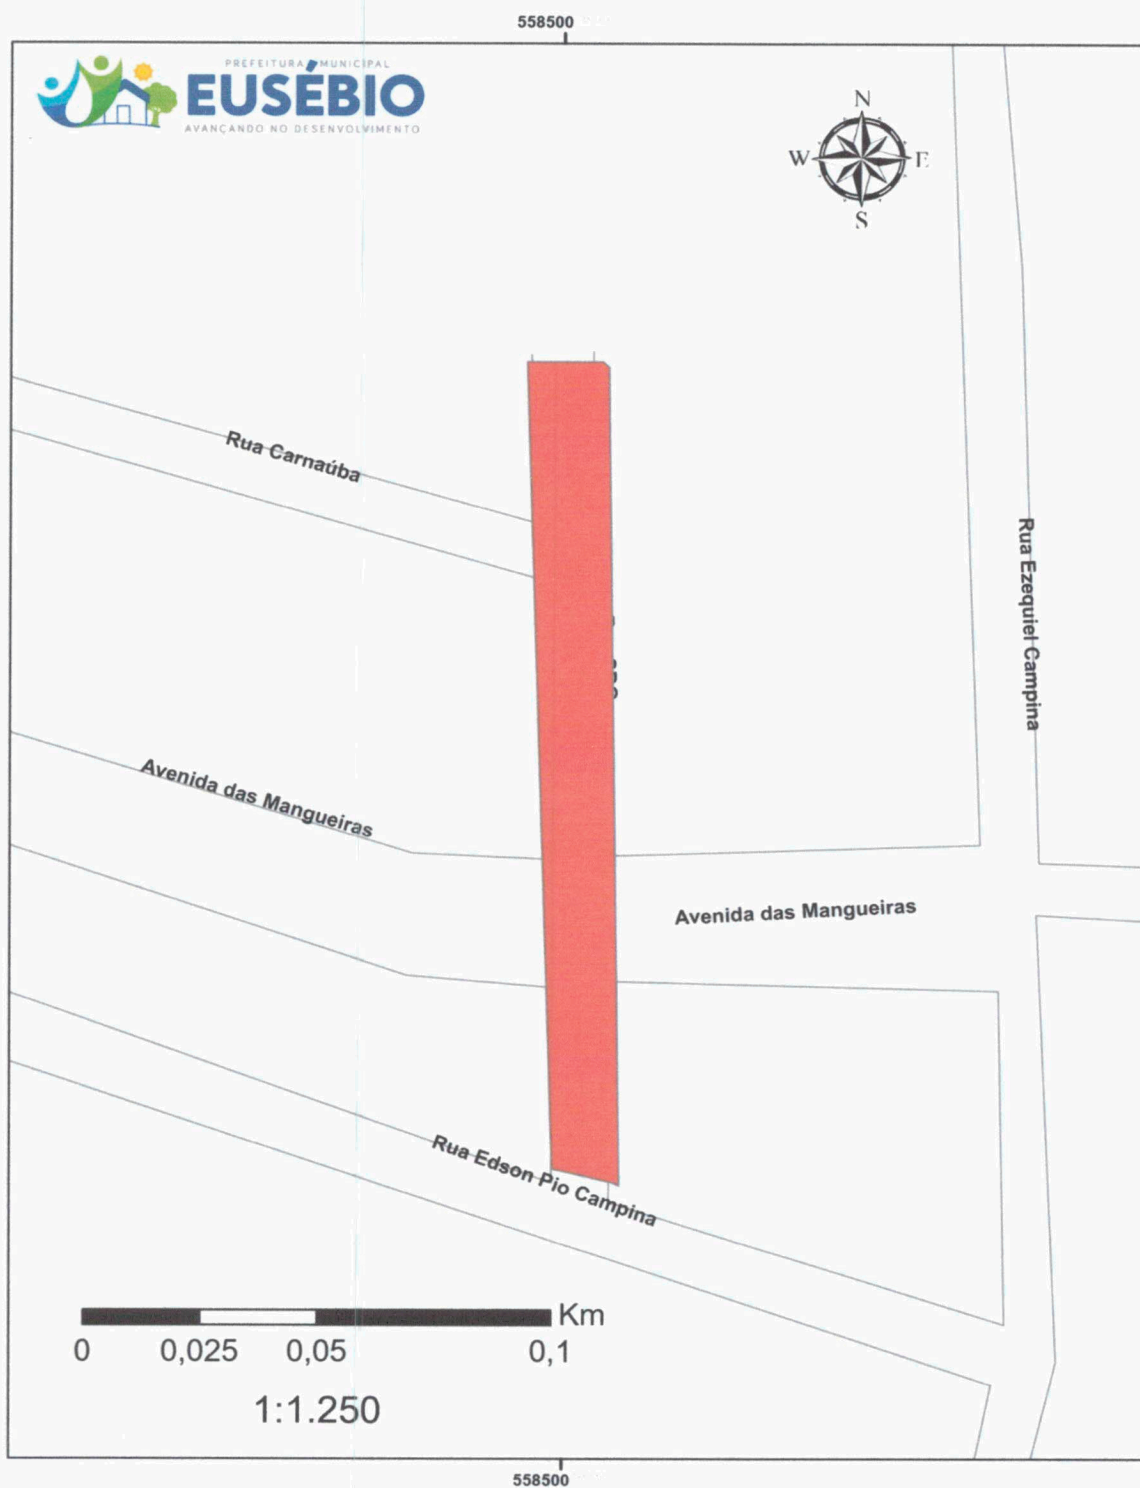 558500
PREFEITURA MUNICIPAL
EUSÉBIO
AVANÇANDO NO DESENVOLVIMENTO
N
W E
S
Rua Carnaúba
Rua Ezequiel Campina
Avenida das Mangueiras
Avenida das Mangueiras
Rua Edson Pio Campina
Km
0 0,025 0,05 0,1
1:1.250
558500